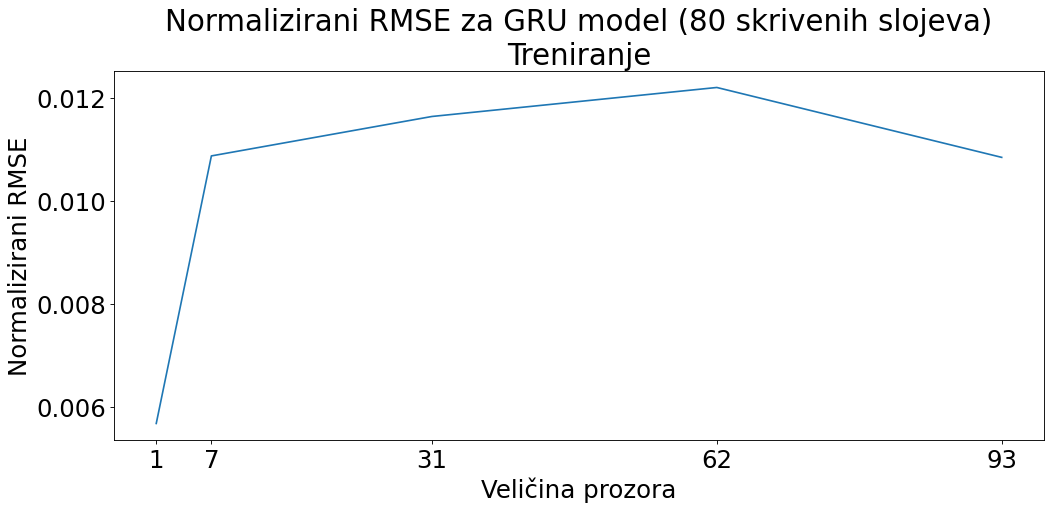 Normalizirani RMSE za GRU model (80 skrivenih slojeva)
Treniranje
Normalizirani RMSE
0.012
0.010
0.008
0.006
1 7 31 62 93
Veličina prozora